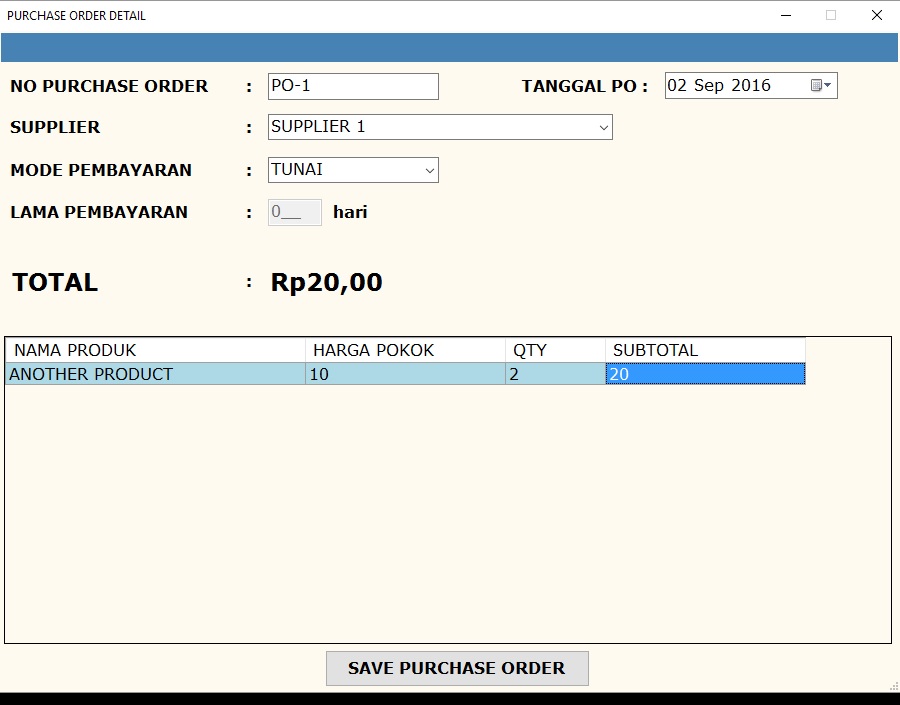 PURCHASE ORDER DETAIL
NO PURCHASE ORDER : PO-1 TANGGAL PO : 02 Sep 2016
SUPPLIER : SUPPLIER 1
MODE PEMBAYARAN : TUNAI
LAMA PEMBAYARAN : 0__ hari
TOTAL : Rp20,00
NAMA PRODUK HARGA POKOK QTY SUBTOTAL
ANOTHER PRODUCT 10 2 20
SAVE PURCHASE ORDER